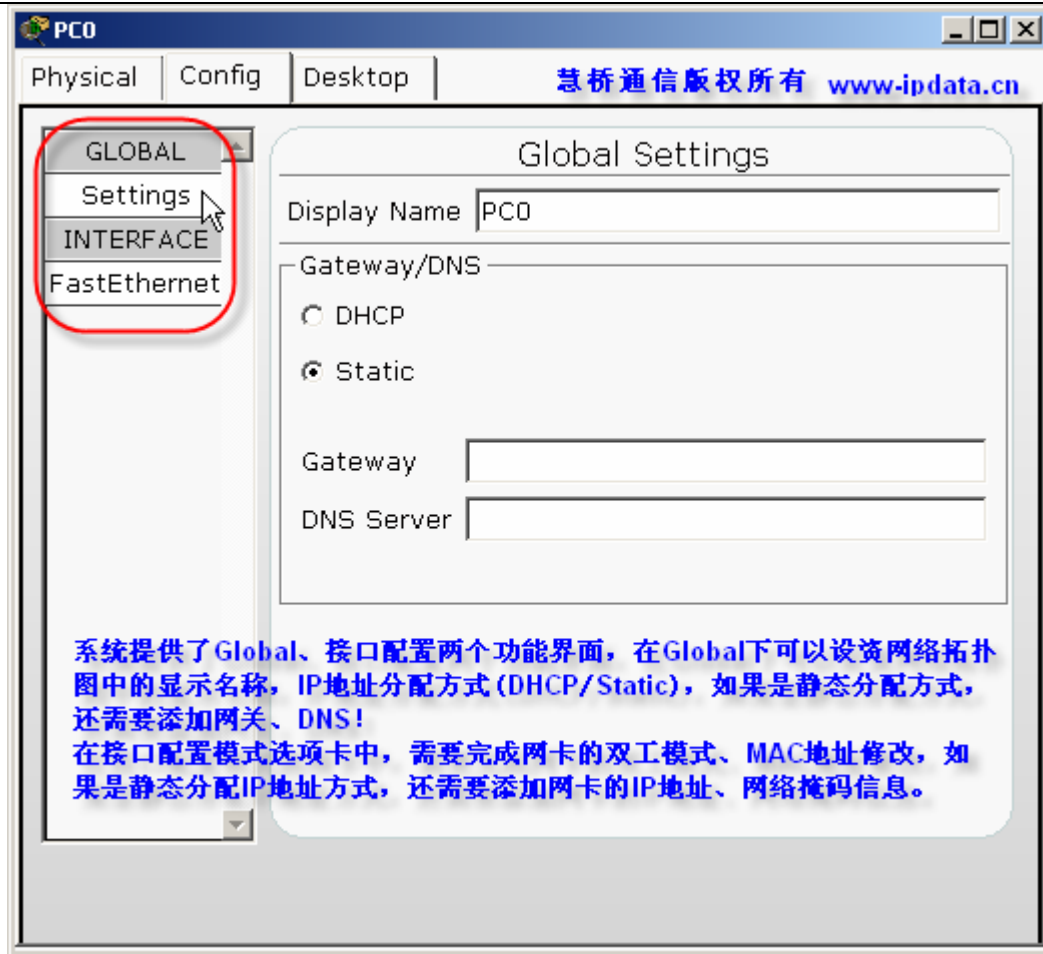 PC0
Physical Config Desktop 慧桥通信版权所有 www-ipdata.cn
GLOBAL
Settings
INTERFACE
FastEthernet
Global Settings
Display Name PC0
Gateway/DNS
DHCP
Static
Gateway
DNS Server
系统提供了Global、接口配置两个功能界面，在Global下可以设资网络拓扑
图中的显示名称，IP地址分配方式(DHCP/Static)，如果是静态分配方式，
还需要添加网关、DNS!
在接口配置模式选项卡中，需要完成网卡的双工模式、MAC地址修改，如
果是静态分配IP地址方式，还需要添加网卡的IP地址、网络掩码信息。